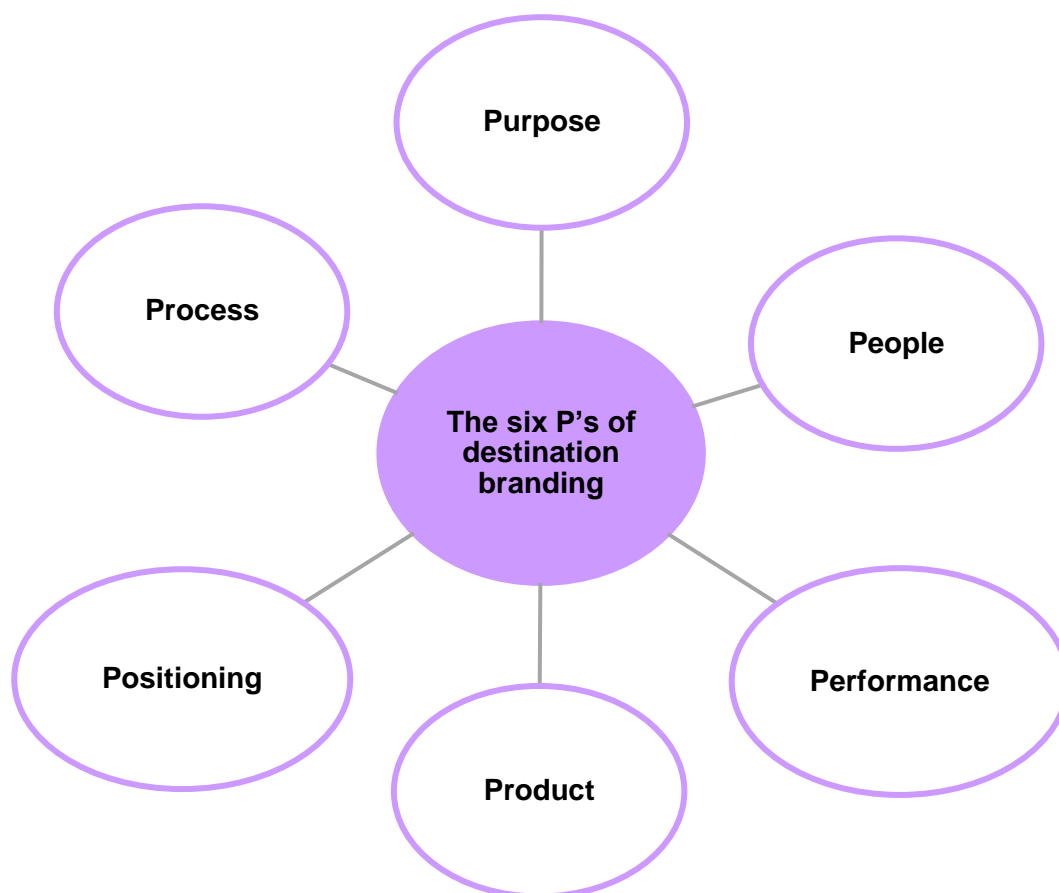 Purpose
Process
People
The six P’s of
destination
branding
Positioning
Performance
Product